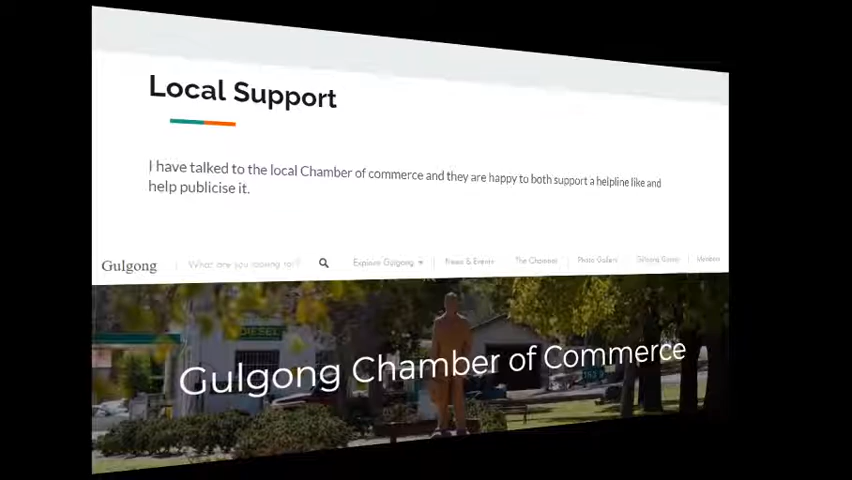 Local Support
I have talked to the local Chamber of commerce and they are happy to both support a helpline like and
help publicise it.
Gulgong What are you looking for? Explore Gulgong News & Events The Chamber Photo Gallery Gulgong Gossip Members
DIESEL
Gulgong Chamber of Commerce